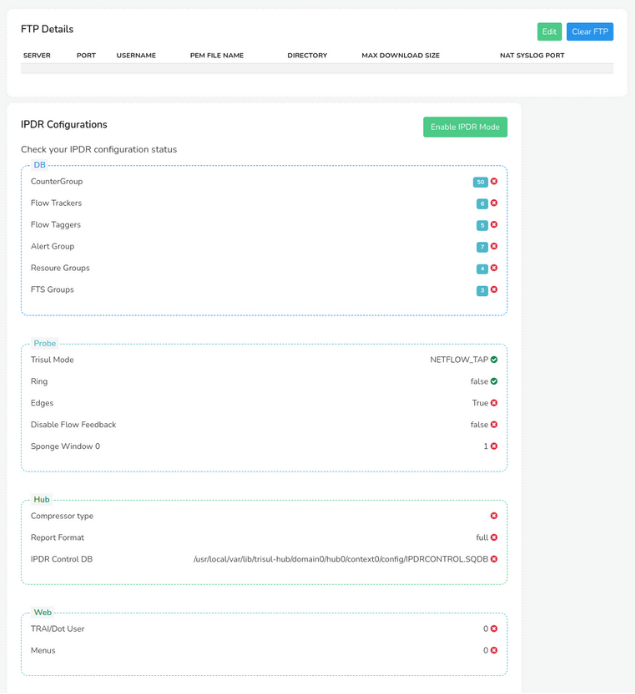 FTP Details
Edit
Clear FTP
SERVER PORT USERNAME PEM FILE NAME DIRECTORY MAX DOWNLOAD SIZE NAT SYSLOG PORT
IPDR Cofigurations
Enable IPDR Mode
Check your IPDR configuration status
DB
CounterGroup 50
Flow Trackers 8
Flow Taggers 5
Alert Group 7
Resoure Groups 4
FTS Groups 3
Probe
Trisul Mode NETFLOW_TAP
Ring false
Edges True
Disable Flow Feedback false
Sponge Window 0 1
Hub
Compressor type
Report Format full
IPDR Control DB /usr/local/var/lib/trisul-hub/domain0/hub0/context0/config/IPDRCONTROL.SQDB
Web
TRAI/Dot User 0
Menus 0